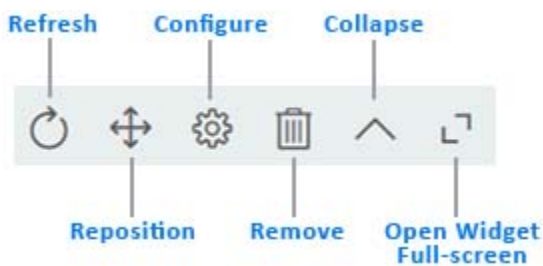 Refresh
Configure
Collapse
Reposition
Remove
Open Widget
Full-screen